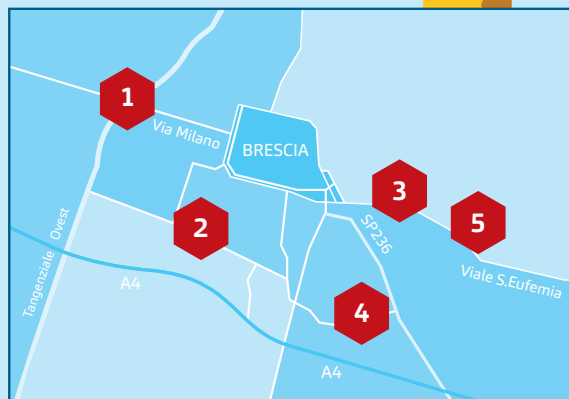 1
Via Milano
BRESCIA
3
5
2
SP236
Tangenziale Ovest
Viale S.Eufemia
A4
4
A4